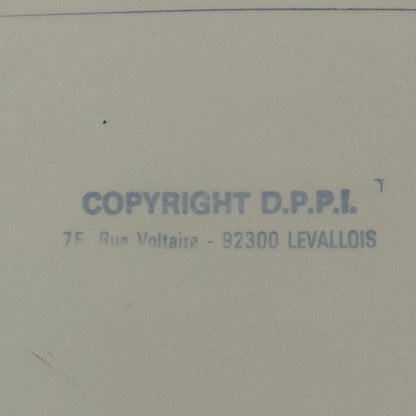 COPYRIGHT D.P.P.I.
75, Rue Voltaire - 92300 LEVALLOIS